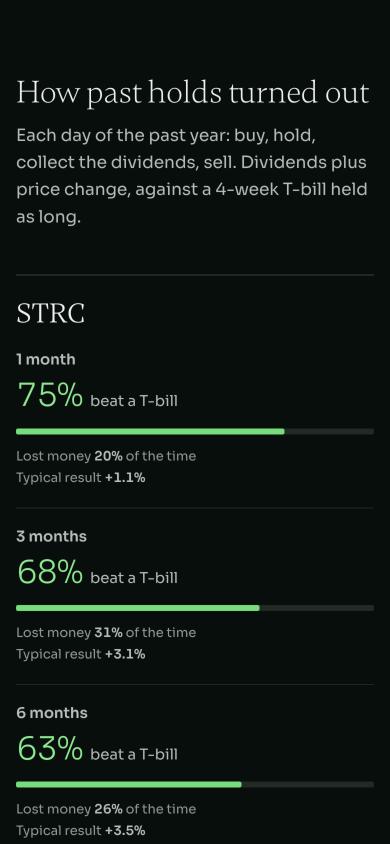 How past holds turned out
Each day of the past year: buy, hold,
collect the dividends, sell. Dividends plus
price change, against a 4-week T-bill held
as long.
STRC
1 month
75% beat a T-bill
Lost money 20% of the time
Typical result +1.1%
3 months
68% beat a T-bill
Lost money 31% of the time
Typical result +3.1%
6 months
63% beat a T-bill
Lost money 26% of the time
Typical result +3.5%